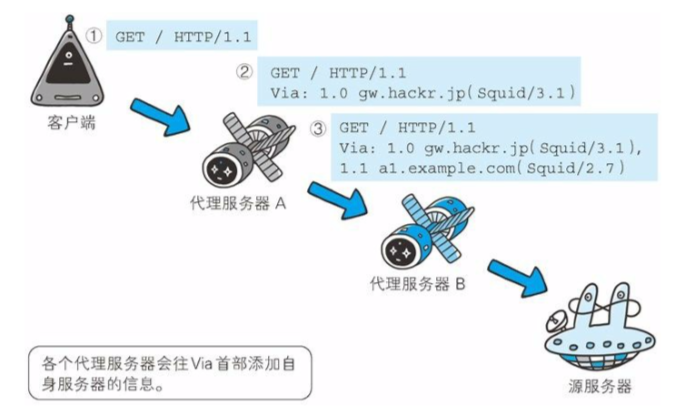 ① GET / HTTP/1.1
② GET / HTTP/1.1
Via: 1.0 gw.hackr.jp(Squid/3.1)
客户端
③ GET / HTTP/1.1
Via: 1.0 gw.hackr.jp(Squid/3.1),
1.1 a1.example.com(Squid/2.7)
代理服务器 A
代理服务器 B
各个代理服务器会往Via首部添加自
身服务器的信息。
源服务器